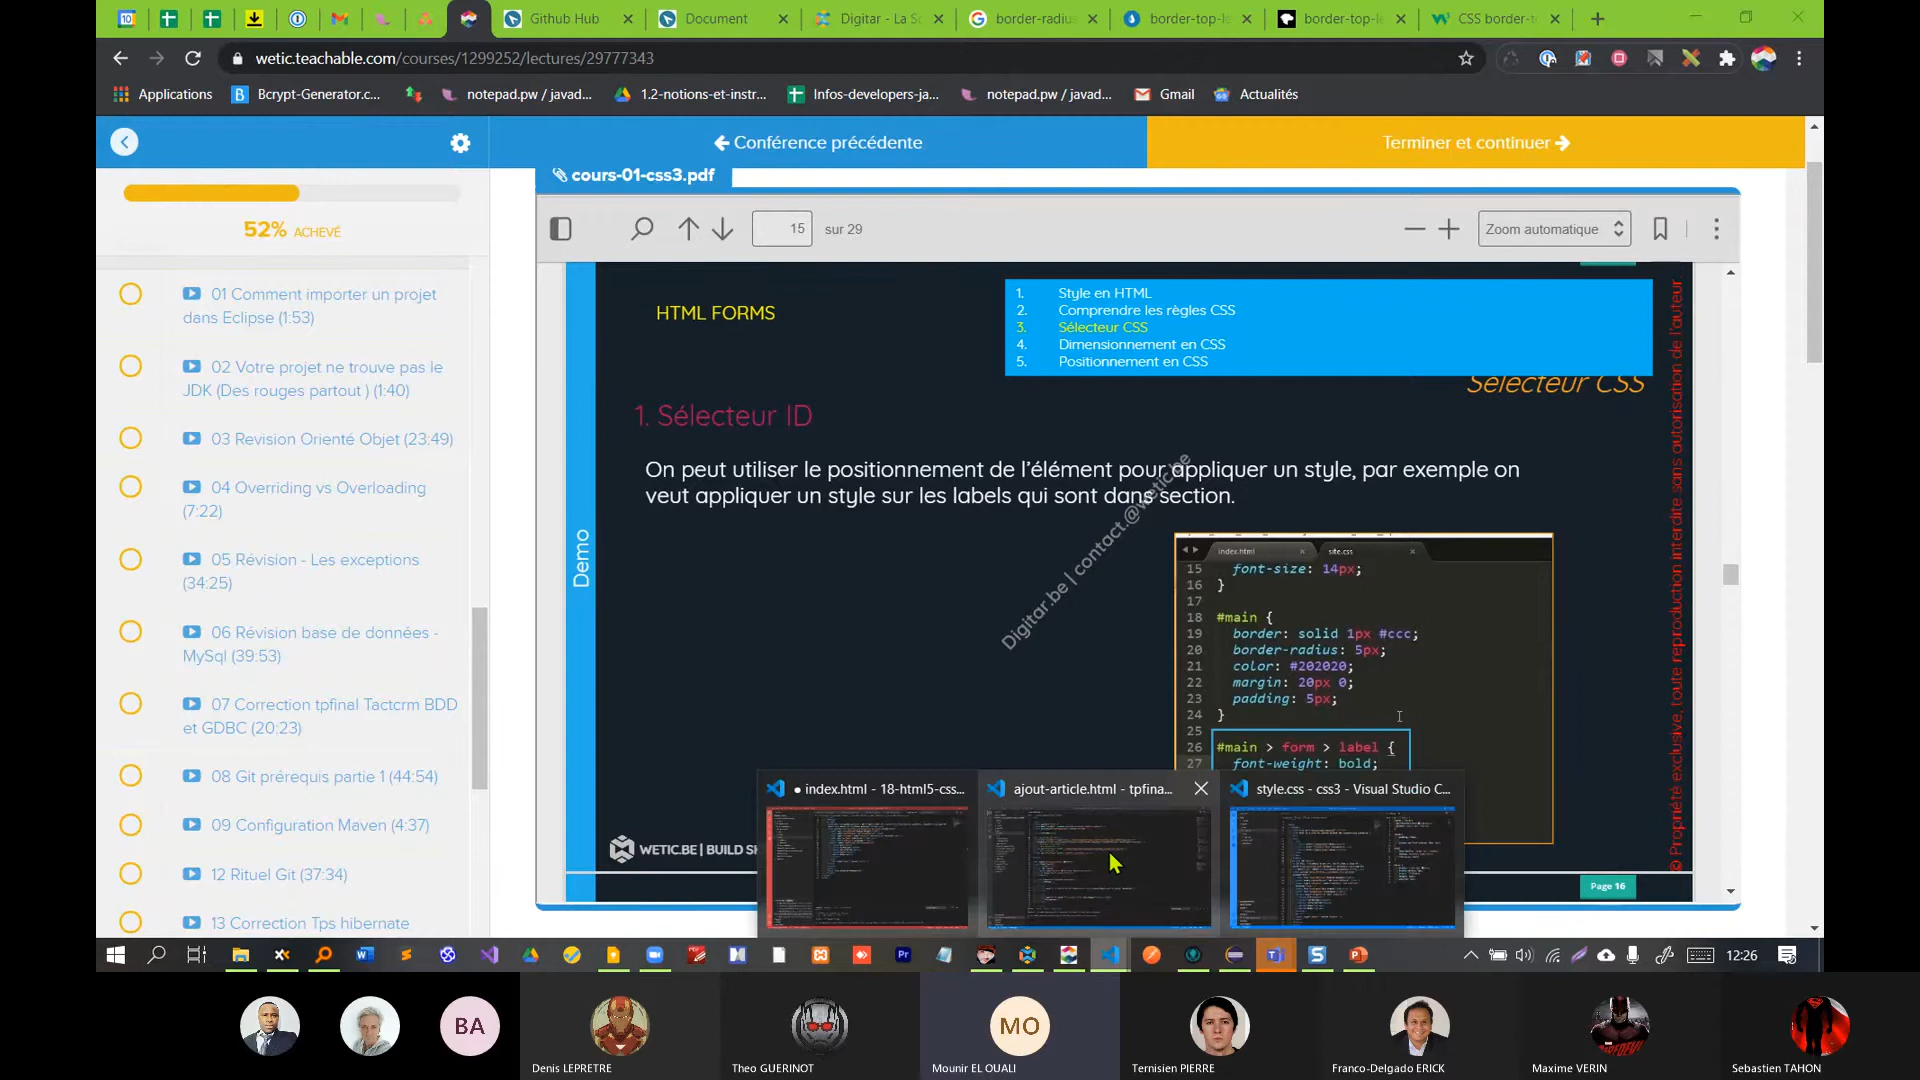 10
Github Hub
Document
Digitar - La Sc
border-radiu
border-top-le
border-top-le
CSS border-t
wetic.teachable.com/courses/1299252/lectures/29777343
Applications
Bcrypt-Generator.c...
notepad.pw / javad...
1.2-notions-et-instr...
Infos-developers-ja...
notepad.pw / javad...
Gmail
Actualités
Conférence précédente
Terminer et continuer
cours-01-css3.pdf
52% ACHEVÉ
15 sur 29
Zoom automatique
01 Comment importer un projet
dans Eclipse (1:53)
02 Votre projet ne trouve pas le
JDK (Des rouges partout ) (1:40)
03 Revision Orienté Objet (23:49)
04 Overriding vs Overloading
(7:22)
05 Révision - Les exceptions
(34:25)
06 Révision base de données -
MySql (39:53)
07 Correction tpfinal Tactcrm BDD
et GDBC (20:23)
08 Git prérequis partie 1 (44:54)
09 Configuration Maven (4:37)
12 Rituel Git (37:34)
13 Correction Tps hibernate
HTML FORMS
1. Style en HTML
2. Comprendre les règles CSS
3. Sélecteur CSS
4. Dimensionnement en CSS
5. Positionnement en CSS
Sélecteur CSS
1. Sélecteur ID
On peut utiliser le positionnement de l'élément pour appliquer un style, par exemple on
veut appliquer un style sur les labels qui sont dans section.
Demo
Digitar.be | contact.@wetic.be
© Propriété exclusive, toute reproduction interdite sans autorisation de l'auteur
index.html
site.css
15 font-size: 14px;
16 }
17
18 #main {
19 border: solid 1px #ccc;
20 border-radius: 5px;
21 color: #202020;
22 margin: 20px 0;
23 padding: 5px;
24 }
25
26 #main > form > label {
27 font-weight: bold;
index.html - 18-html5-css...
ajout-article.html - tpfina...
style.css - css3 - Visual Studio C...
WETIC.BE | BUILD SH
Page 16
12:26
BA
MO
Denis LEPRETRE
Theo GUERINOT
Mounir EL OUALI
Ternisien PIERRE
Franco-Delgado ERICK
Maxime VERIN
Sebastien TAHON